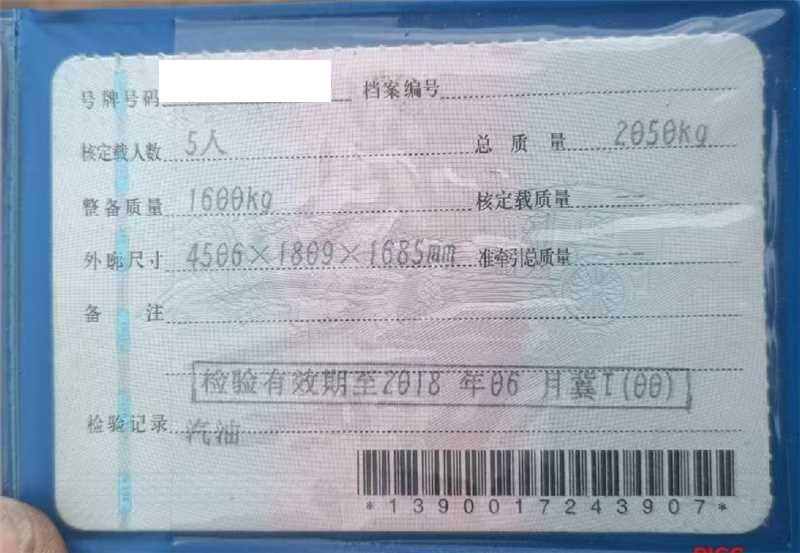 号牌号码 档案编号
核定载人数 5人 总质量 2050kg
整备质量 1600kg 核定载质量 --
外廓尺寸 4506×1809×1685mm 准牵引总质量 --
备注
检验有效期至2018年06月冀T(00)
检验记录 汽油
*1390017243907*
PICC